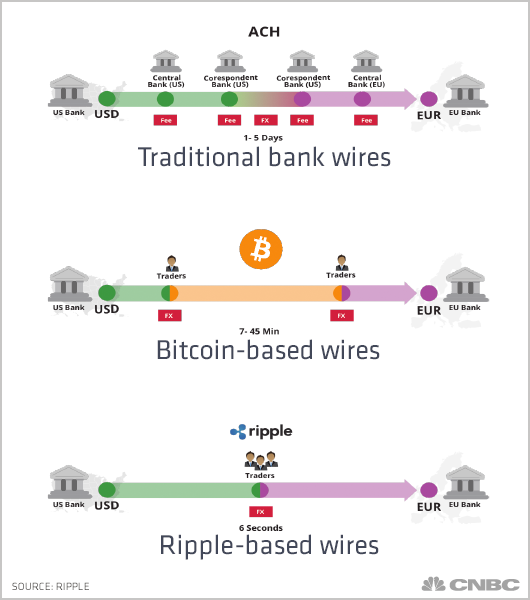 ACH
Central Bank (US)
Corespondent Bank (US)
Corespondent Bank (US)
Central Bank (EU)
US Bank
USD
EUR
EU Bank
Fee
Fee
FX
Fee
Fee
1- 5 Days
Traditional bank wires
Traders
Traders
US Bank
USD
EUR
EU Bank
FX
FX
7- 45 Min
Bitcoin-based wires
ripple
Traders
US Bank
USD
EUR
EU Bank
FX
6 Seconds
Ripple-based wires
SOURCE: RIPPLE
CNBC